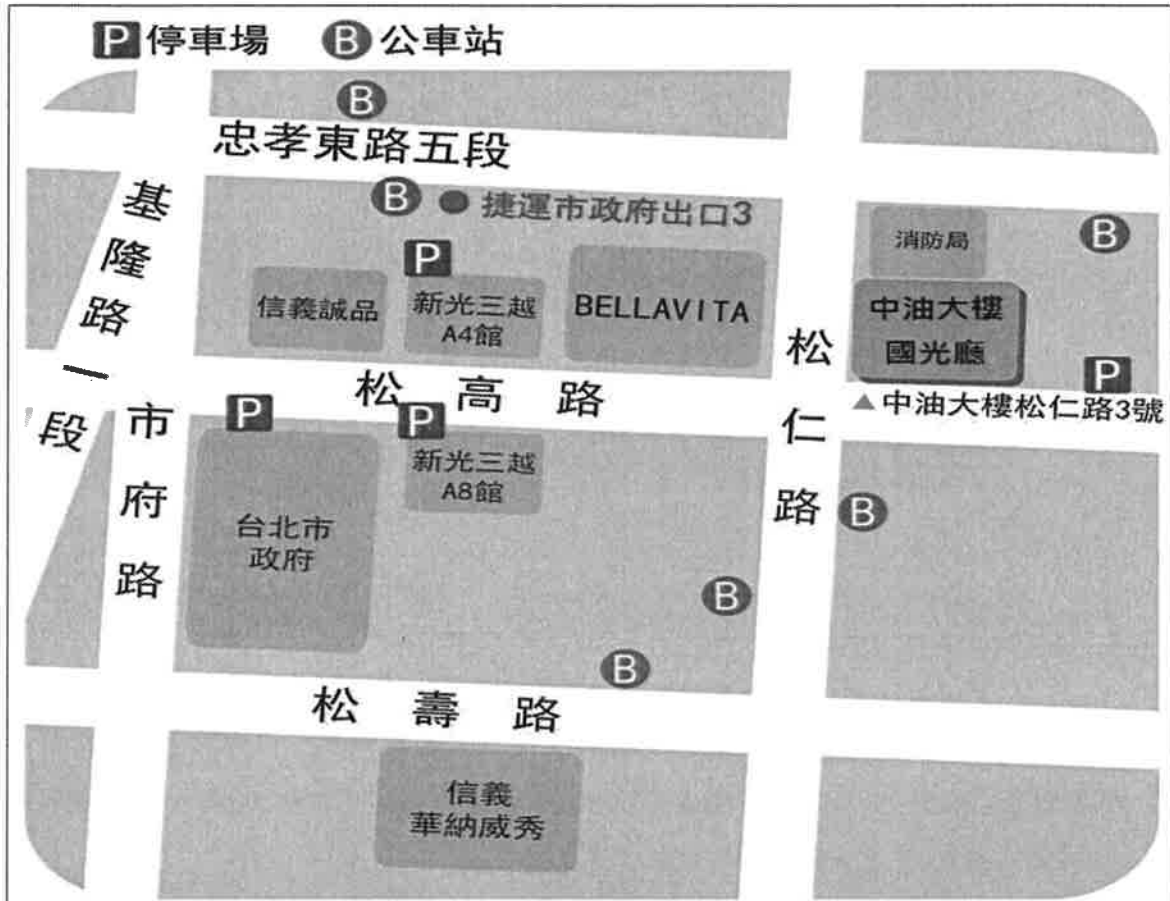 P 停車場 B 公車站
B
忠孝東路五段
基隆路一段
B 捷運市政府出口3
消防局
B
P
信義誠品
新光三越
A4館
BELLAVITA
中油大樓
國光廳
P
▲中油大樓松仁路3號
松高路
松仁路
市府路
P
P
台北市
政府
新光三越
A8館
B
B
B
松壽路
信義
華納威秀